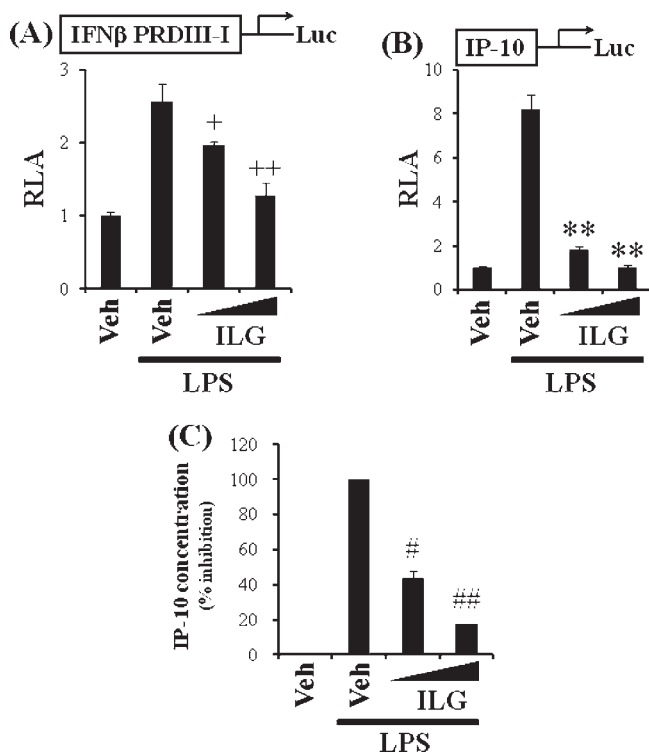 (A) IFNβ PRDIII-I Luc
3
2
1
0
RLA
+
++
Veh
Veh
ILG
LPS
(B) IP-10 Luc
10
8
6
4
2
0
RLA
**
**
Veh
Veh
ILG
LPS
(C)
120
100
80
60
40
20
0
IP-10 concentration
(% inhibition)
#
##
Veh
Veh
ILG
LPS